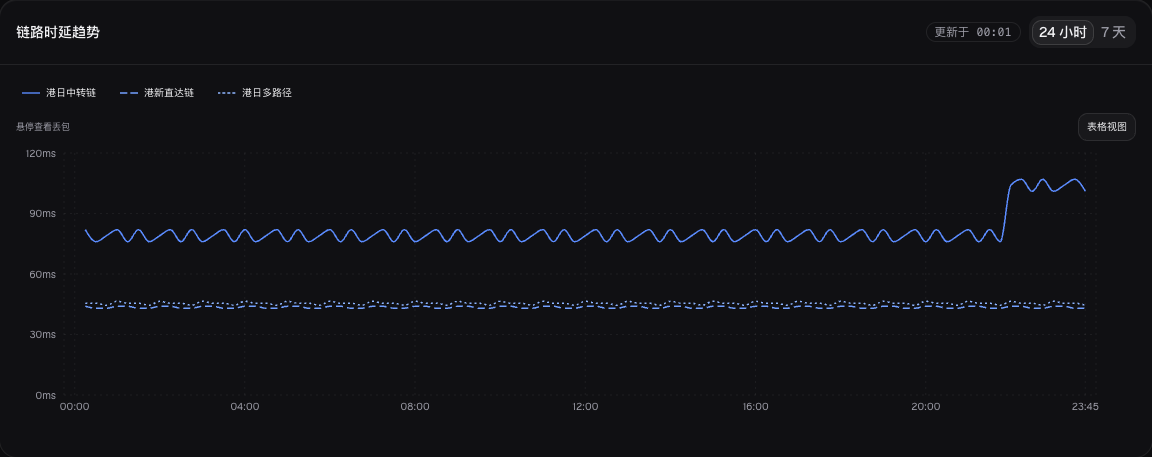 链路时延趋势
更新于 00:01
24 小时
7 天
港日中转链
港新直达链
港日多路径
悬停查看丢包
表格视图
120ms
90ms
60ms
30ms
0ms
00:00
04:00
08:00
12:00
16:00
20:00
23:45